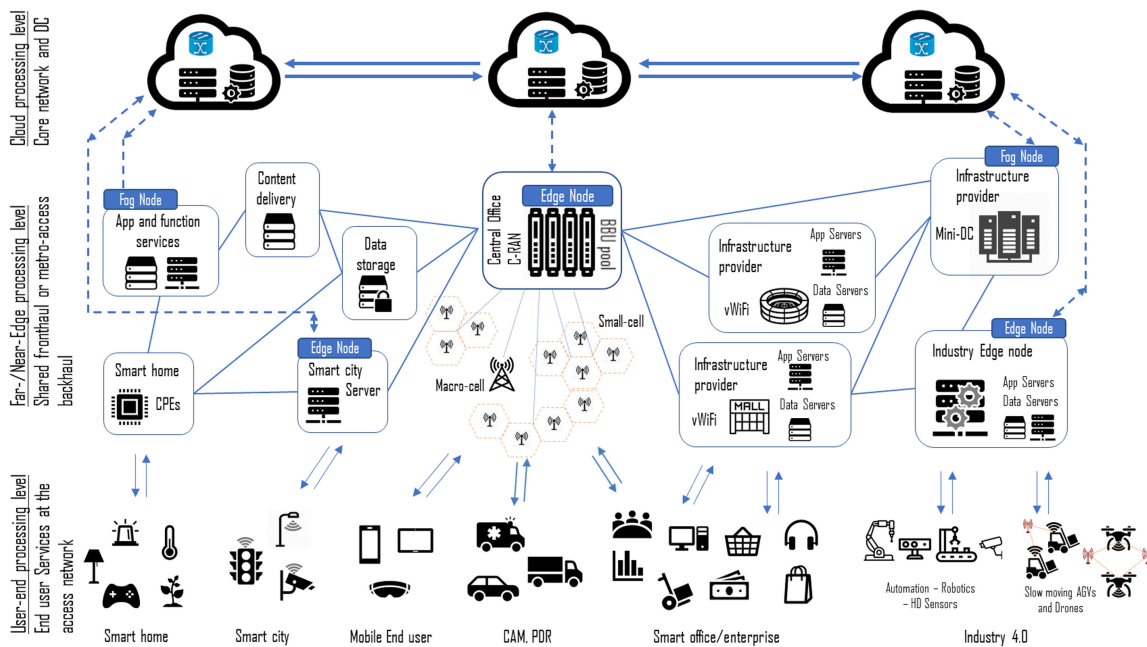 Cloud processing level
Core network and DC
Far-/Near-Edge processing level
Shared fronthaul or metro-access
backhaul
User-end processing level
End user Services at the
access network
Fog Node
App and function
services
Content
delivery
Data
storage
Smart home
CPEs
Edge Node
Smart city
Server
Central Office
C-RAN
Edge Node
BBU pool
Macro-cell
Small-cell
Infrastructure
provider
vWiFi
App Servers
Data Servers
Infrastructure
provider
vWiFi
MALL
App Servers
Data Servers
Fog Node
Infrastructure
provider
Mini-DC
Edge Node
Industry Edge node
App Servers
Data Servers
Automation – Robotics
– HD Sensors
Slow moving AGVs
and Drones
Smart home
Smart city
Mobile End user
CAM, PDR
Smart office/enterprise
Industry 4.0